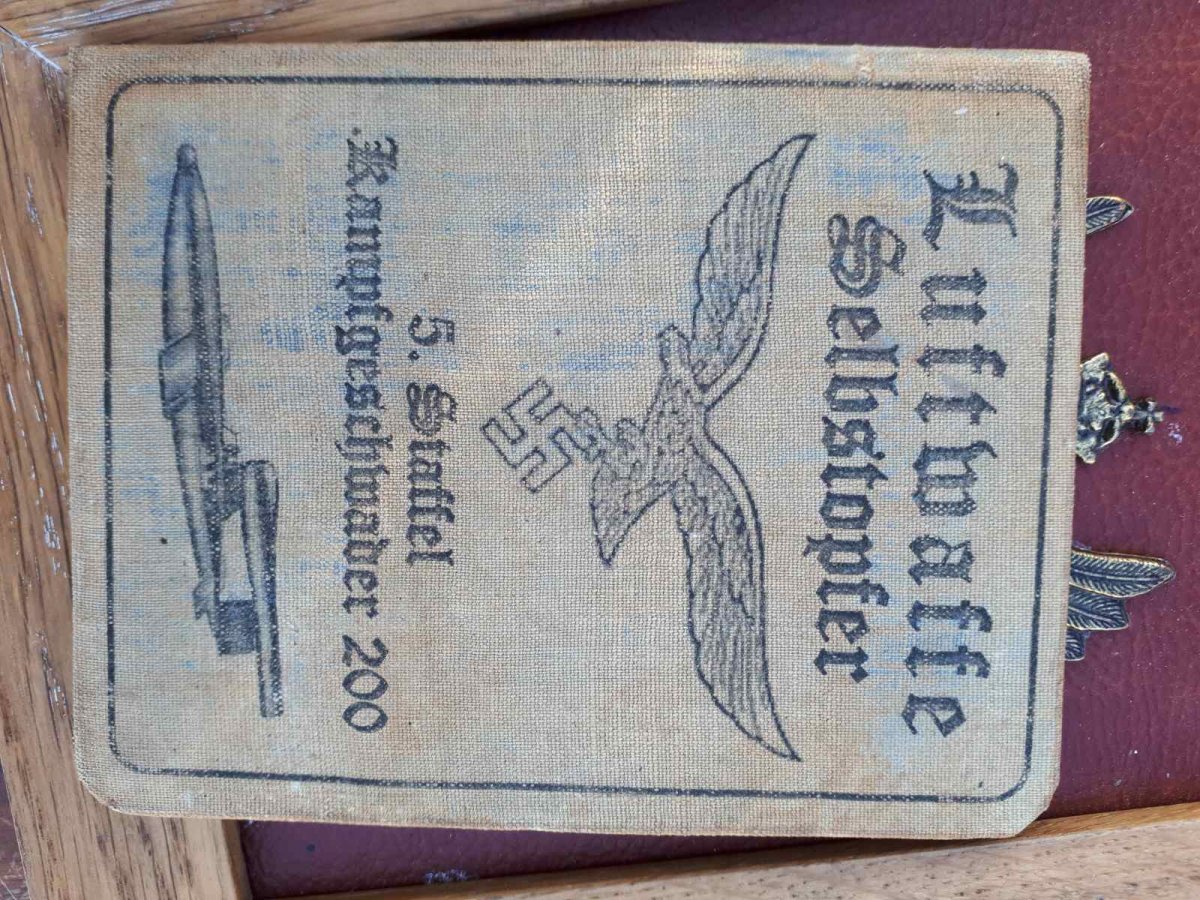 Luftwaffe
Selbstopfer
5. Staffel
Kampfgeschwader 200